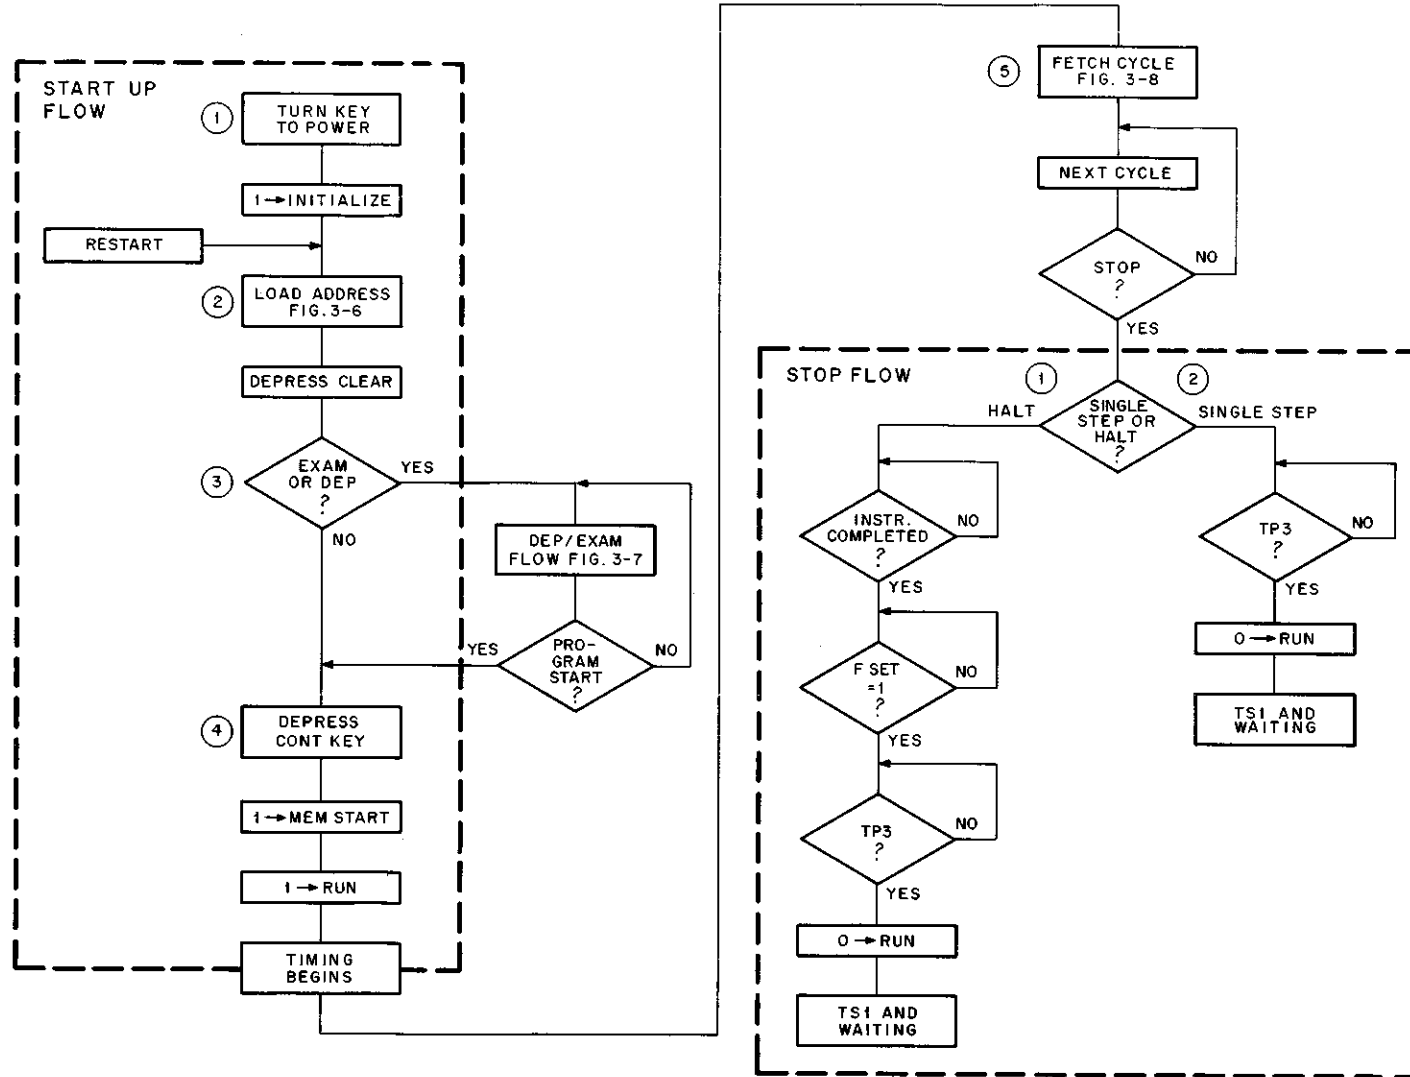 START UP
FLOW
1
TURN KEY
TO POWER
1→INITIALIZE
RESTART
2
LOAD ADDRESS
FIG. 3-6
DEPRESS CLEAR
3
EXAM
OR DEP
?
YES
NO
DEP/EXAM
FLOW FIG. 3-7
PRO-
GRAM
START
?
YES
NO
4
DEPRESS
CONT KEY
1→MEM START
1→RUN
TIMING
BEGINS
5
FETCH CYCLE
FIG. 3-8
NEXT CYCLE
STOP
?
NO
YES
STOP FLOW
1
2
HALT
SINGLE
STEP OR
HALT
?
SINGLE STEP
INSTR.
COMPLETED
?
NO
YES
F SET
=1
?
NO
YES
TP3
?
NO
YES
0→RUN
TS1 AND
WAITING
TP3
?
NO
YES
0→RUN
TS1 AND
WAITING